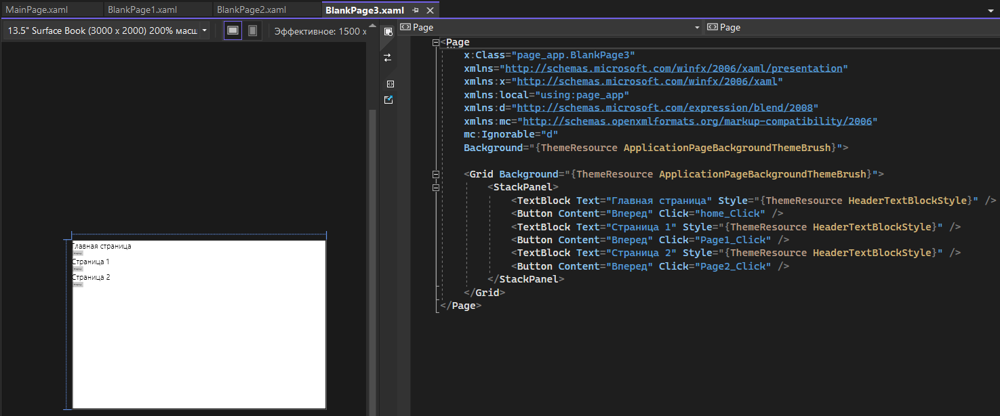 MainPage.xaml
BlankPage1.xaml
BlankPage2.xaml
BlankPage3.xaml
13.5" Surface Book (3000 x 2000) 200% масш
Эффективное: 1500 x
Page
Page
<Page
x:Class="page_app.BlankPage3"
xmlns="http://schemas.microsoft.com/winfx/2006/xaml/presentation"
xmlns:x="http://schemas.microsoft.com/winfx/2006/xaml"
xmlns:local="using:page_app"
xmlns:d="http://schemas.microsoft.com/expression/blend/2008"
xmlns:mc="http://schemas.openxmlformats.org/markup-compatibility/2006"
mc:Ignorable="d"
Background="{ThemeResource ApplicationPageBackgroundThemeBrush}">
<Grid Background="{ThemeResource ApplicationPageBackgroundThemeBrush}">
<StackPanel>
<TextBlock Text="Главная страница" Style="{ThemeResource HeaderTextBlockStyle}" />
<Button Content="Вперед" Click="home_Click" />
<TextBlock Text="Страница 1" Style="{ThemeResource HeaderTextBlockStyle}" />
<Button Content="Вперед" Click="Page1_Click" />
<TextBlock Text="Страница 2" Style="{ThemeResource HeaderTextBlockStyle}" />
<Button Content="Вперед" Click="Page2_Click" />
</StackPanel>
</Grid>
</Page>
Главная страница
Страница 1
Страница 2